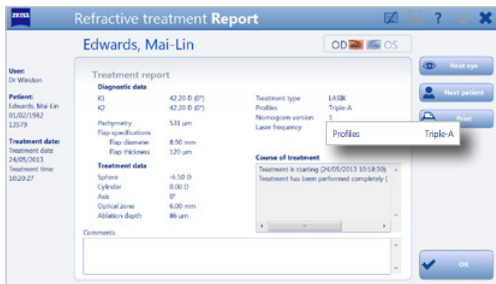 ZEISS
Refractive treatment Report
?
Edwards, Mai-Lin
OD OS
Next eye
Next patient
Print
User:
Dr Winston
Patient:
Edwards, Mai-Lin
01/02/1982
13579
Treatment date:
Treatment date
24/05/2013
Treatment time
10:20:27
Treatment report
Diagnostic data
K1 42.20 D (0°)
K2 42.20 D (0°)
Pachymetry 531 µm
Flap specifications
Flap diameter 8.90 mm
Flap thickness 120 µm
Treatment data
Sphere -6.50 D
Cylinder 0.00 D
Axis 0°
Optical zone 6.00 mm
Ablation depth 86 µm
Treatment type LASIK
Profiles Triple-A
Nomogram version 1
Laser frequency
Profiles Triple-A
Course of treatment
Treatment is starting (24/05/2013 10:18:39)
Treatment has been performed completely (
Comments
OK